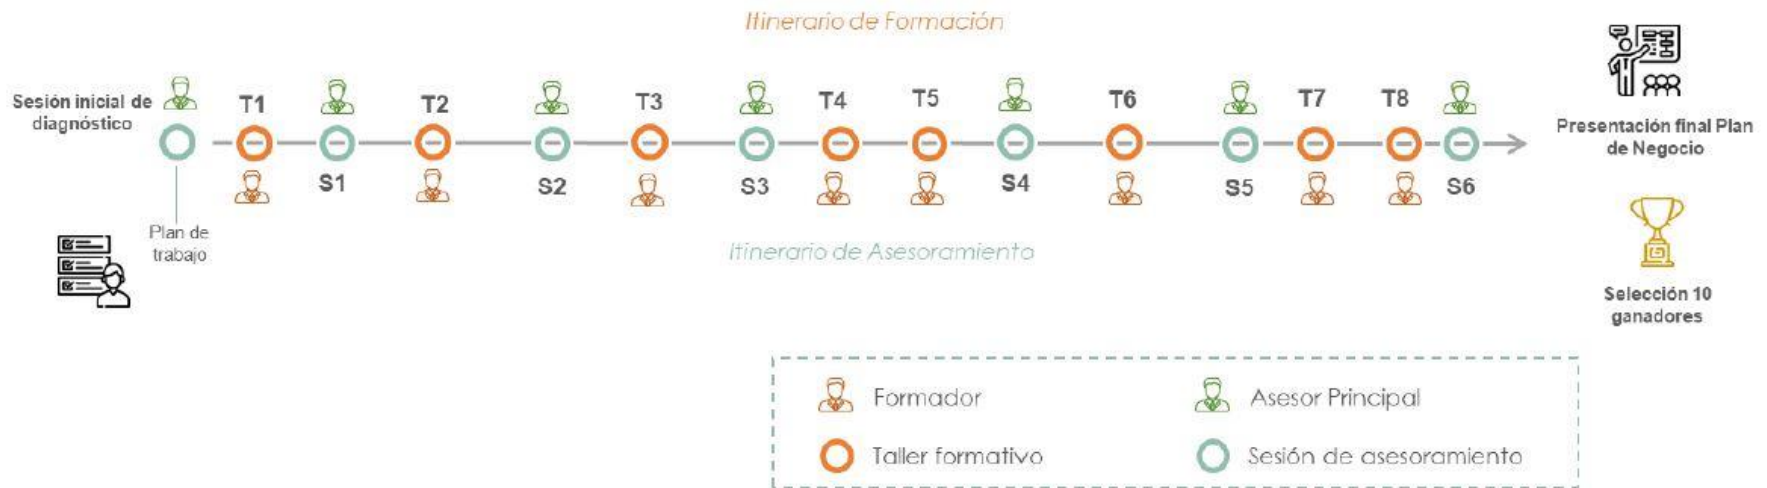 Itinerario de Formación
Sesión inicial de
diagnóstico
T1
T2
T3
T4
T5
T6
T7
T8
S1
S2
S3
S4
S5
S6
Plan de
trabajo
Itinerario de Asesoramiento
Presentación final Plan
de Negocio
Selección 10
ganadores
Formador
Asesor Principal
Taller formativo
Sesión de asesoramiento